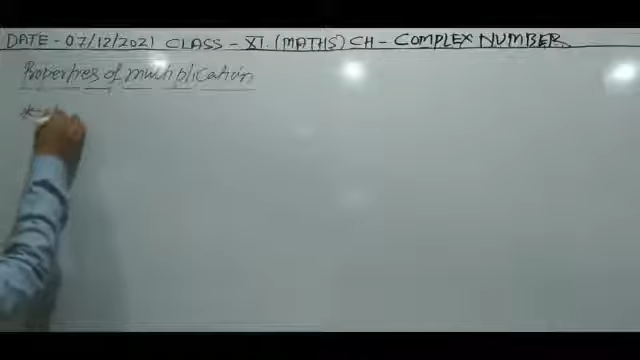 DATE - 07/12/2021 CLASS - XI. (MATHS) CH - COMPLEX NUMBER
Properties of multiplication